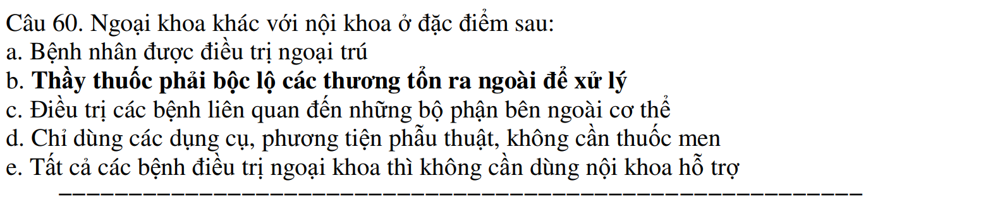 Câu 60. Ngoại khoa khác với nội khoa ở đặc điểm sau:
a. Bệnh nhân được điều trị ngoại trú
b. Thầy thuốc phải bộc lộ các thương tổn ra ngoài để xử lý
c. Điều trị các bệnh liên quan đến những bộ phận bên ngoài cơ thể
d. Chỉ dùng các dụng cụ, phương tiện phẫu thuật, không cần thuốc men
e. Tất cả các bệnh điều trị ngoại khoa thì không cần dùng nội khoa hỗ trợ